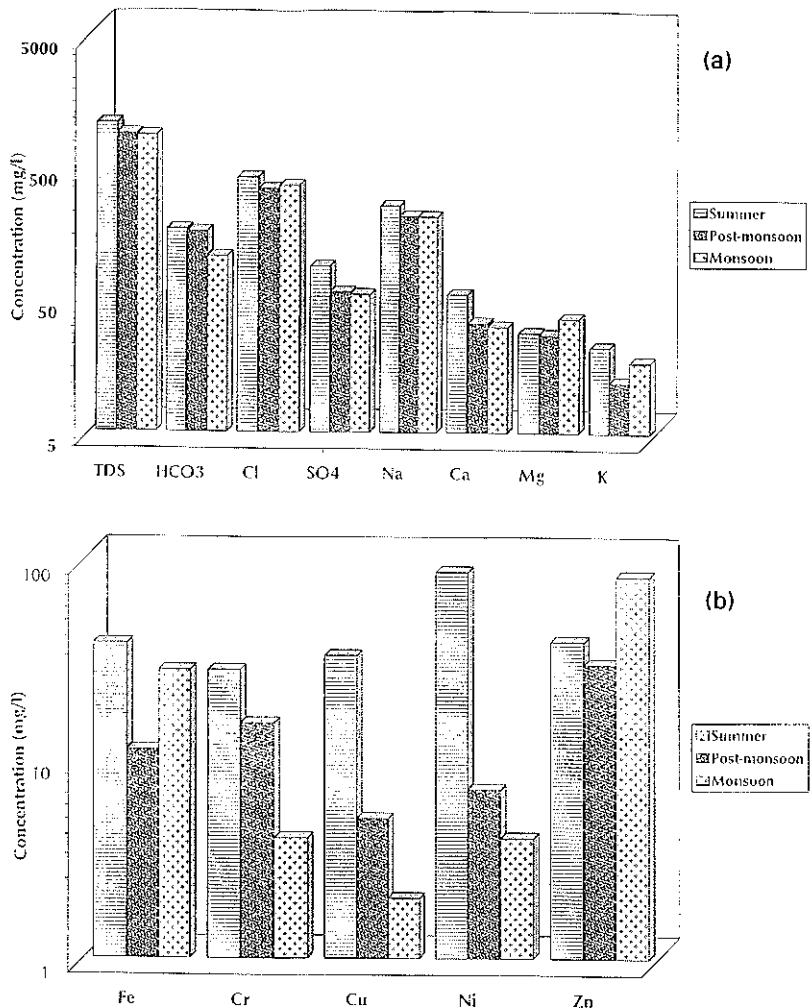 (a)
5000
500
50
5
Concentration (mg/l)
TDS HCO3 Cl SO4 Na Ca Mg K
Summer
Post-monsoon
Monsoon
(b)
100
10
1
Concentration (mg/l)
Fe Cr Cu Ni Zn
Summer
Post-monsoon
Monsoon